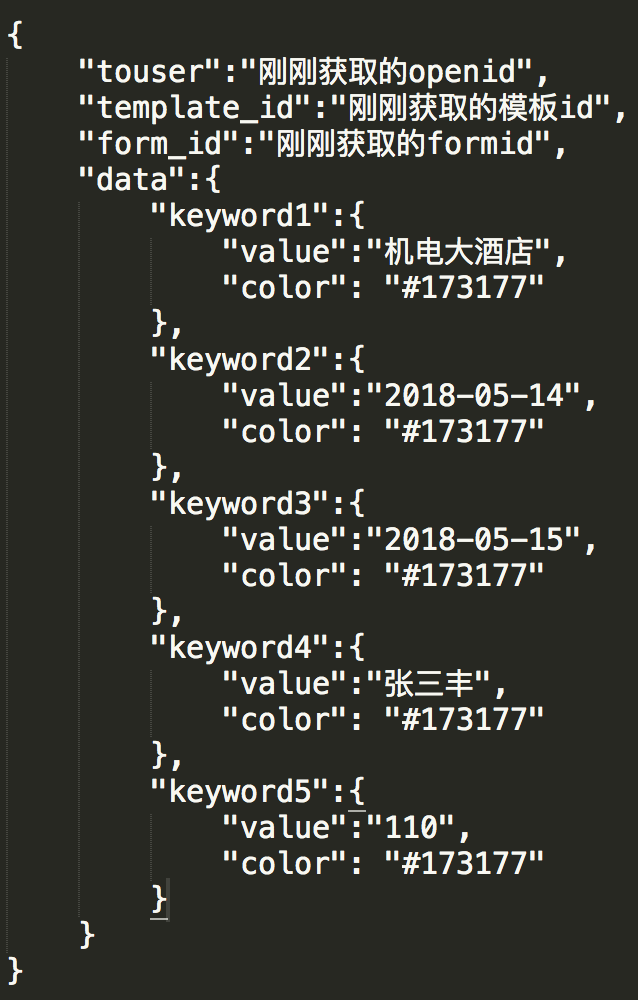 {
    "touser":"刚刚获取的openid",
    "template_id":"刚刚获取的模板id",
    "form_id":"刚刚获取的formid",
    "data":{
        "keyword1":{
            "value":"机电大酒店",
            "color": "#173177"
        },
        "keyword2":{
            "value":"2018-05-14",
            "color": "#173177"
        },
        "keyword3":{
            "value":"2018-05-15",
            "color": "#173177"
        },
        "keyword4":{
            "value":"张三丰",
            "color": "#173177"
        },
        "keyword5":{
            "value":"110",
            "color": "#173177"
        }
    }
}